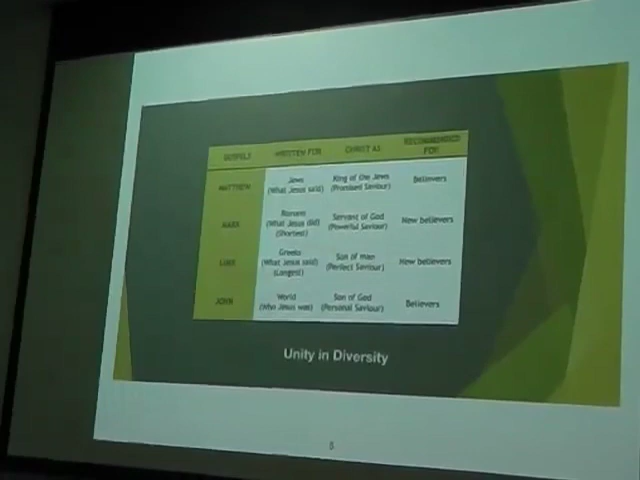 GOSPELS WRITTEN FOR CHRIST AS RECOMMENDED FOR
MATTHEW Jews (What Jesus said) King of the Jews (Promised Saviour) Believers
MARK Romans (What Jesus did) (Shortest) Servant of God (Powerful Saviour) New believers
LUKE Greeks (What Jesus said) (Longest) Son of man (Perfect Saviour) New believers
JOHN World (Who Jesus was) Son of God (Personal Saviour) Believers
Unity in Diversity